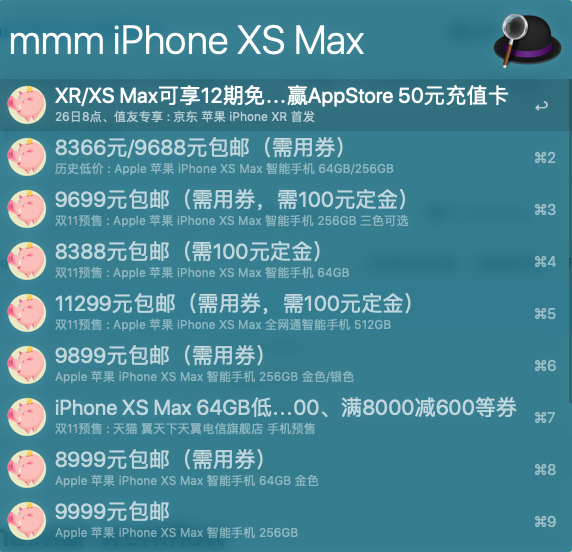 mmm iPhone XS Max
XR/XS Max可享12期免…赢AppStore 50元充值卡
26日8点、值友专享 : 京东 苹果 iPhone XR 首发
↩
8366元/9688元包邮（需用券）
历史低价 : Apple 苹果 iPhone XS Max 智能手机 64GB/256GB
⌘2
9699元包邮（需用券，需100元定金）
双11预售 : Apple 苹果 iPhone XS Max 智能手机 256GB 三色可选
⌘3
8388元包邮（需100元定金）
双11预售 : Apple 苹果 iPhone XS Max 智能手机 64GB
⌘4
11299元包邮（需用券，需100元定金）
双11预售 : Apple 苹果 iPhone XS Max 全网通智能手机 512GB
⌘5
9899元包邮（需用券）
Apple 苹果 iPhone XS Max 智能手机 256GB 金色/银色
⌘6
iPhone XS Max 64GB低…00、满8000减600等券
双11预售 : 天猫 翼天下天翼电信旗舰店 手机预售
⌘7
8999元包邮（需用券）
Apple 苹果 iPhone XS Max 智能手机 64GB 金色
⌘8
9999元包邮
Apple 苹果 iPhone XS Max 智能手机 256GB
⌘9